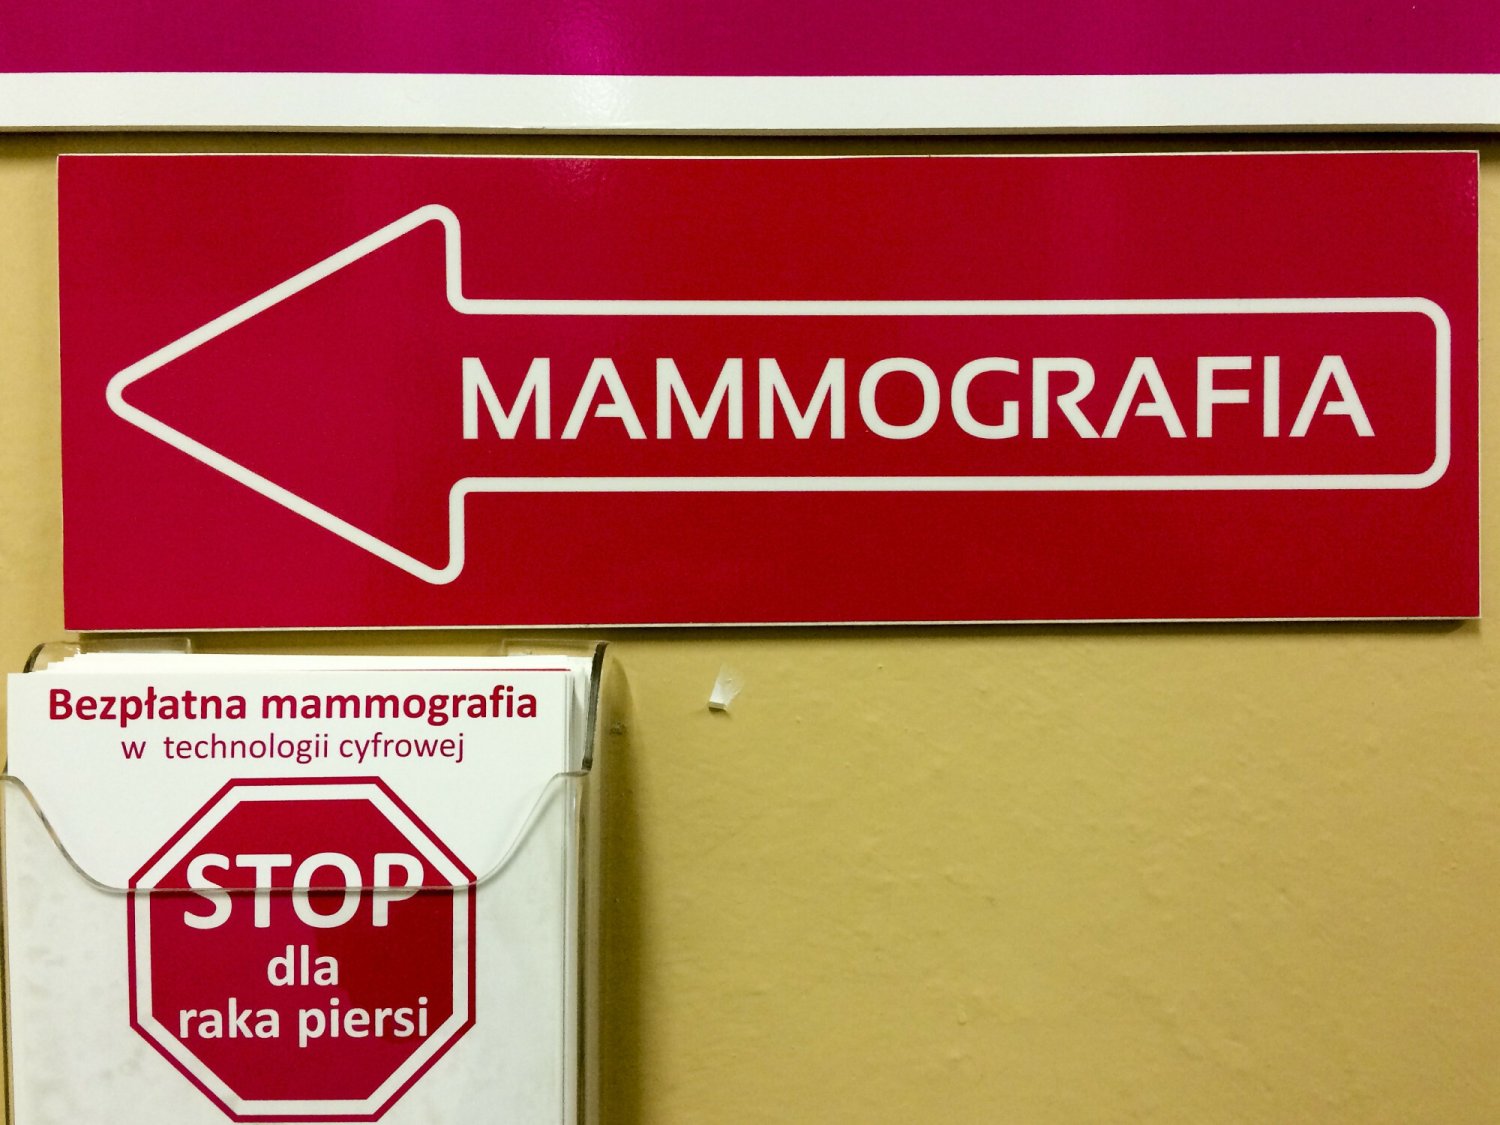 MAMMOGRAFIA
Bezpłatna mammografia
w technologii cyfrowej
STOP
dla
raka piersi